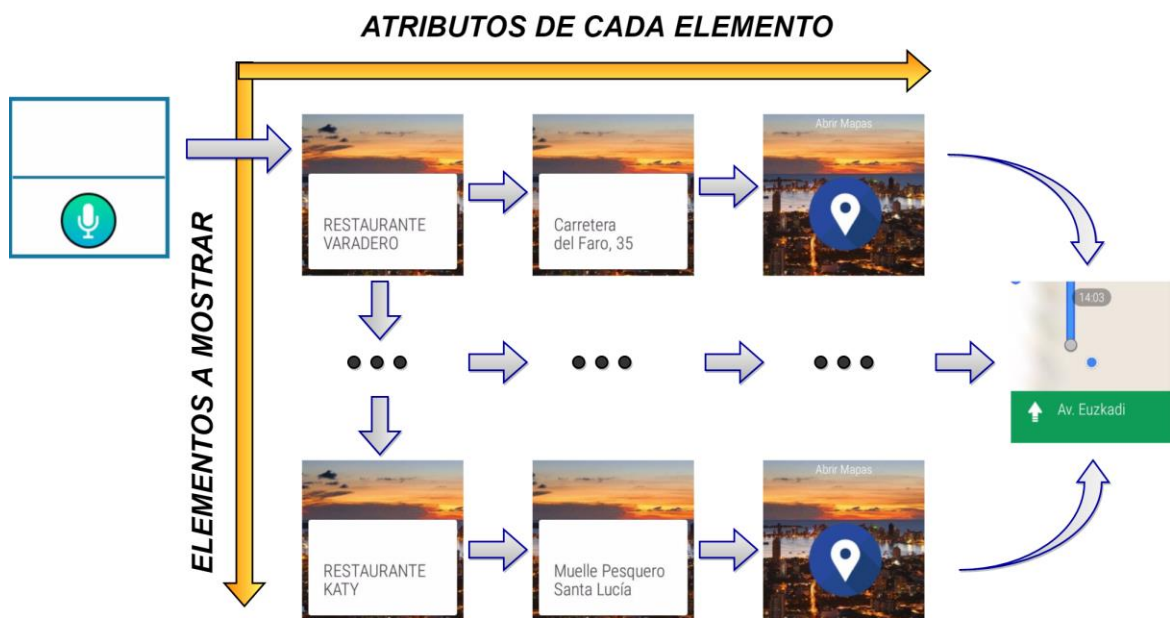 ATRIBUTOS DE CADA ELEMENTO
ELEMENTOS A MOSTRAR
RESTAURANTE
VARADERO
Carretera
del Faro, 35
Abrir Mapas
14:03
Av. Euzkadi
RESTAURANTE
KATY
Muelle Pesquero
Santa Lucía
Abrir Mapas